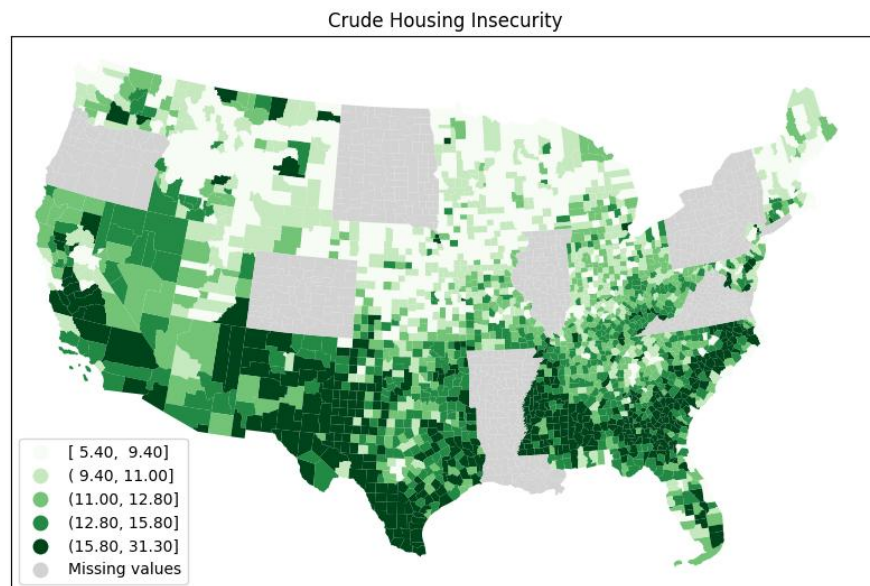 Crude Housing Insecurity
[ 5.40,  9.40]
( 9.40, 11.00]
(11.00, 12.80]
(12.80, 15.80]
(15.80, 31.30]
Missing values